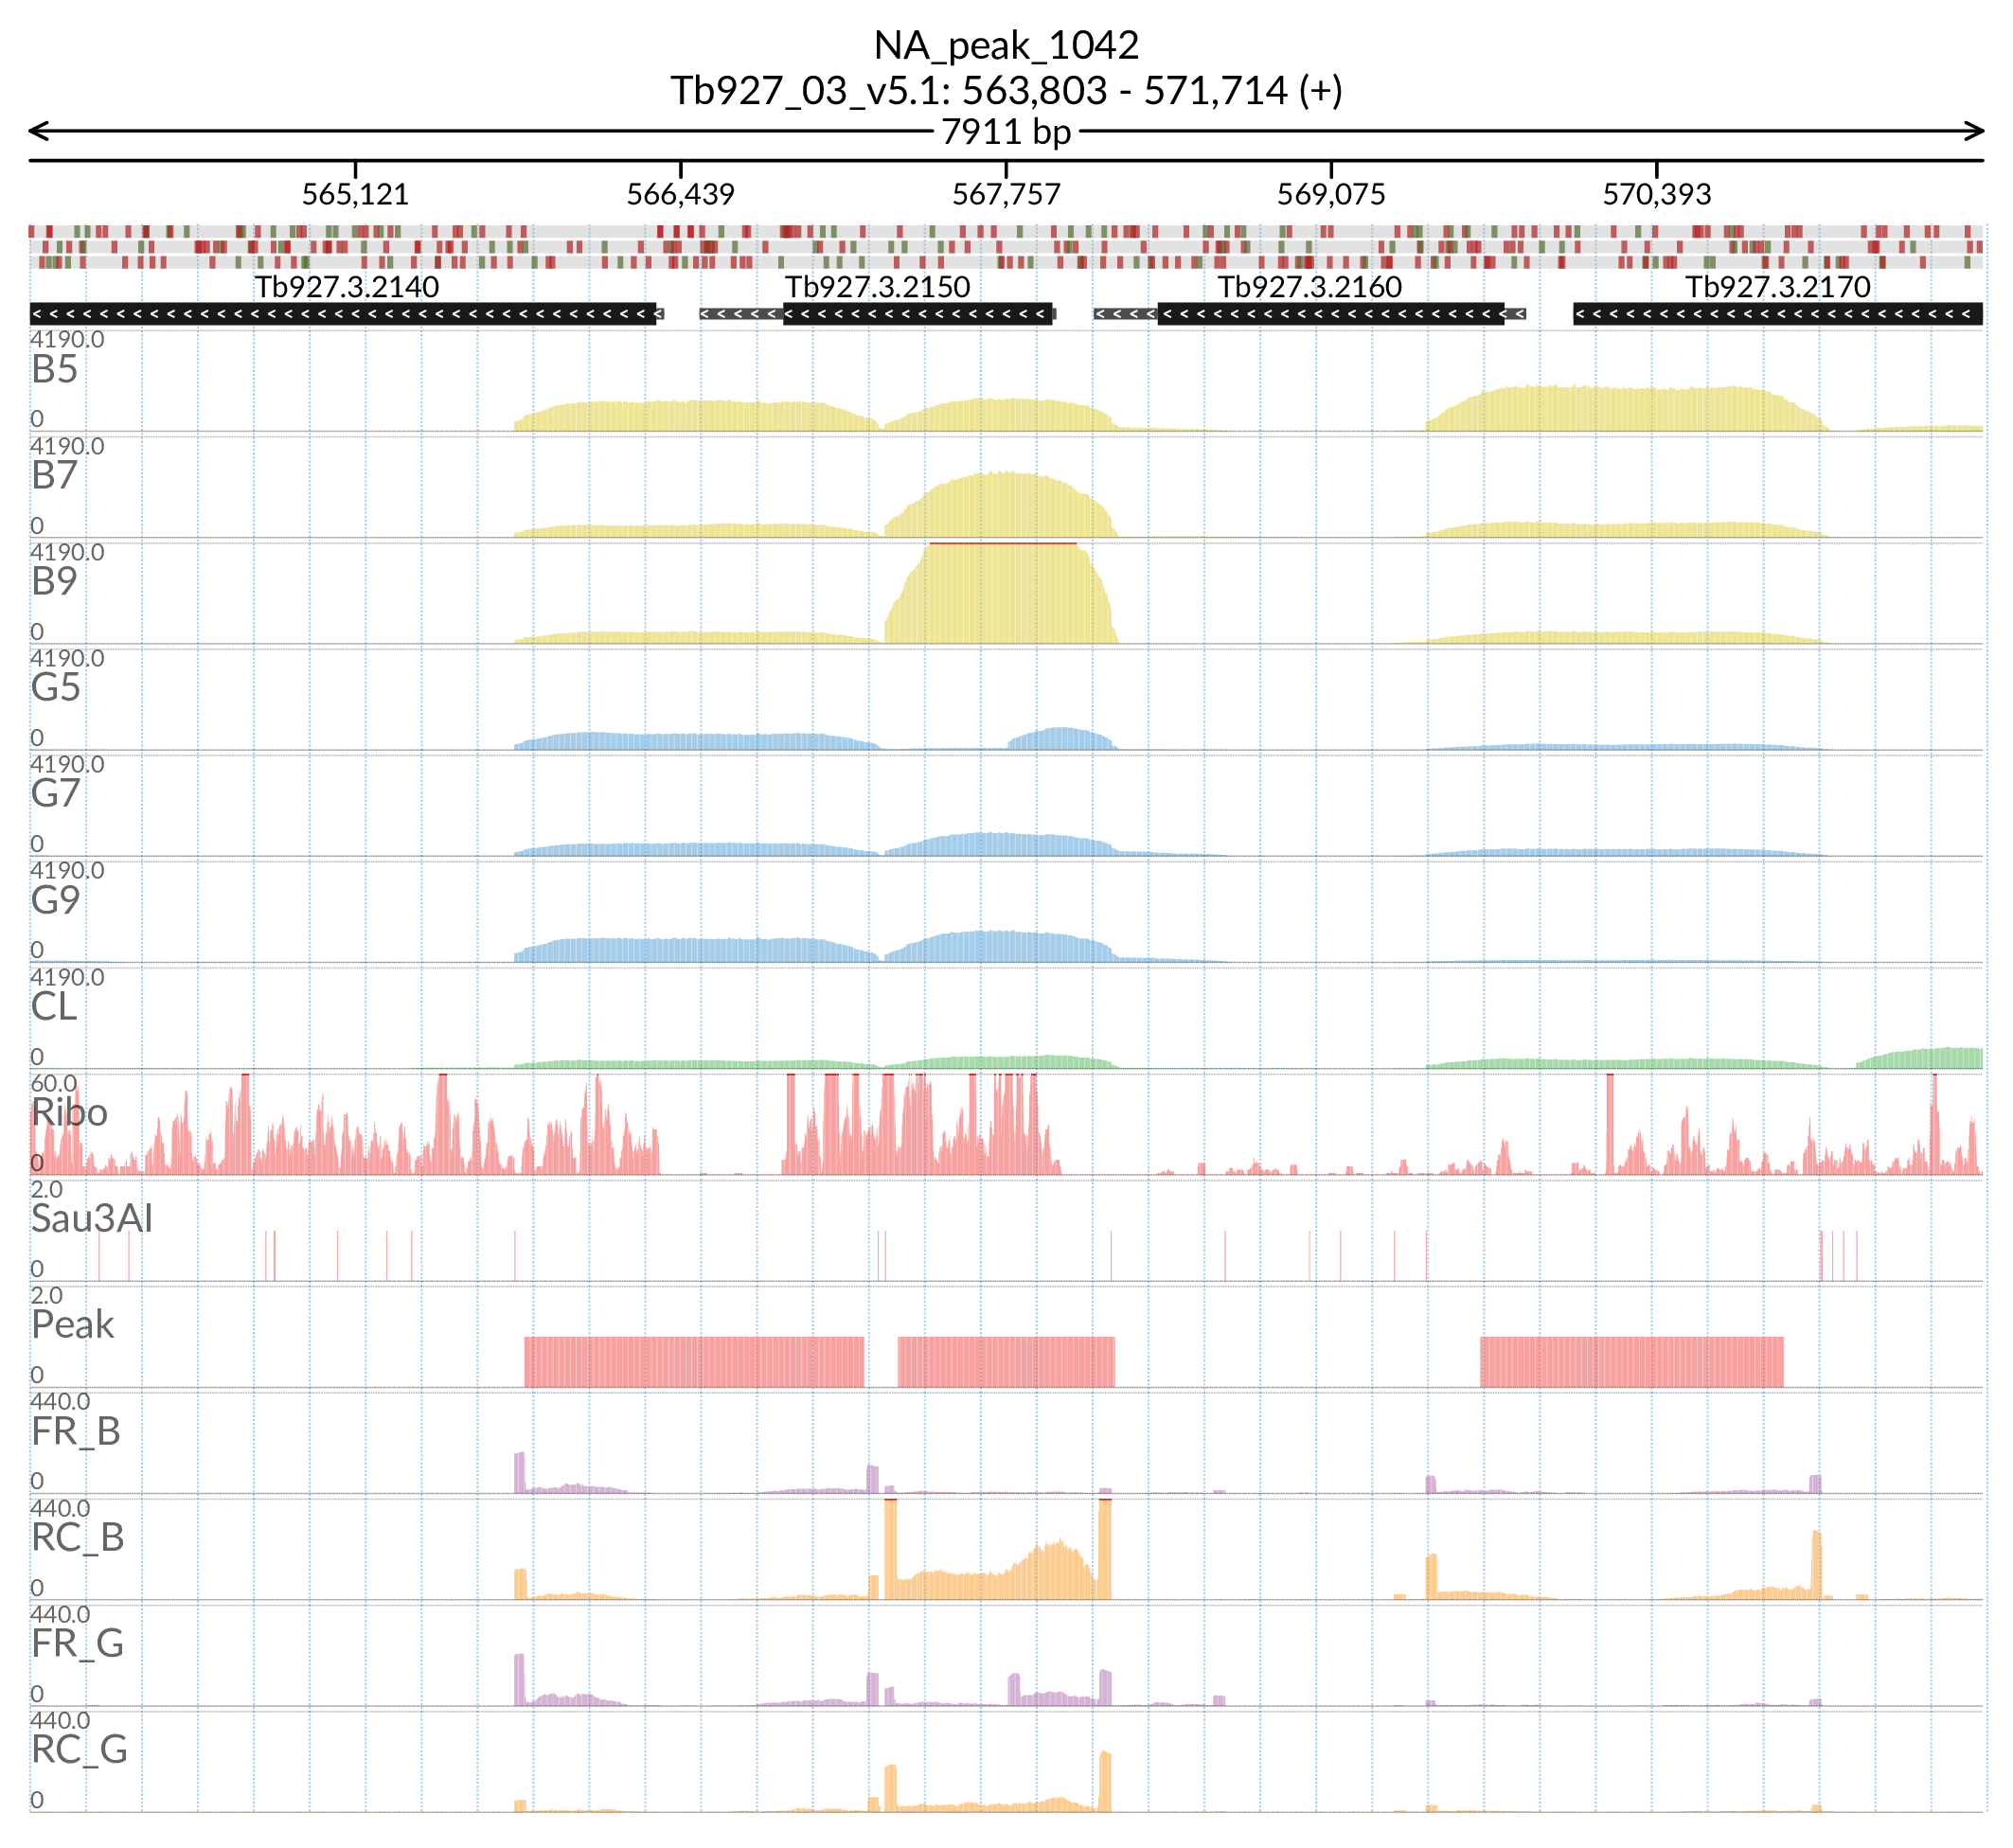 NA_peak_1042
Tb927_03_v5.1: 563,803 - 571,714 (+)
7911 bp
565,121 566,439 567,757 569,075 570,393
Tb927.3.2140 Tb927.3.2150 Tb927.3.2160 Tb927.3.2170
4190.0
B5
0
4190.0
B7
0
4190.0
B9
0
4190.0
G5
0
4190.0
G7
0
4190.0
G9
0
4190.0
CL
0
60.0
Ribo
0
2.0
Sau3AI
0
2.0
Peak
0
440.0
FR_B
0
440.0
RC_B
0
440.0
FR_G
0
440.0
RC_G
0